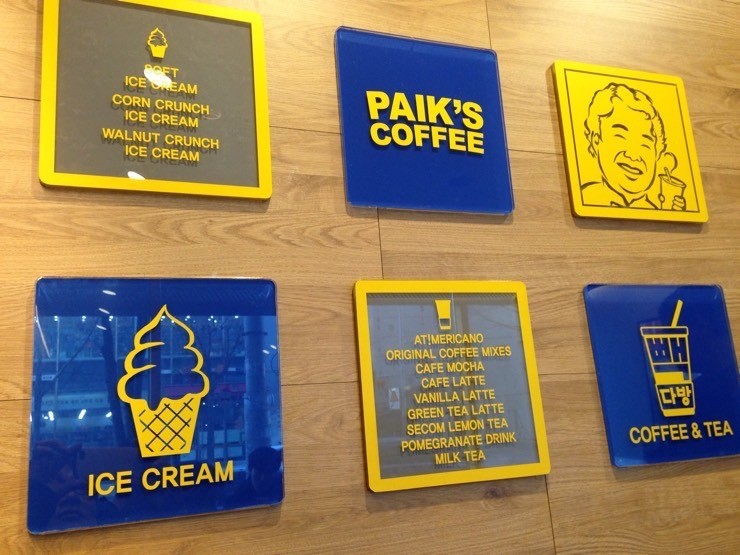 SOFT
ICE CREAM
CORN CRUNCH
ICE CREAM
WALNUT CRUNCH
ICE CREAM
PAIK'S
COFFEE
ICE CREAM
AT!MERICANO
ORIGINAL COFFEE MIXES
CAFE MOCHA
CAFE LATTE
VANILLA LATTE
GREEN TEA LATTE
SECOM LEMON TEA
POMEGRANATE DRINK
MILK TEA
다방
COFFEE & TEA